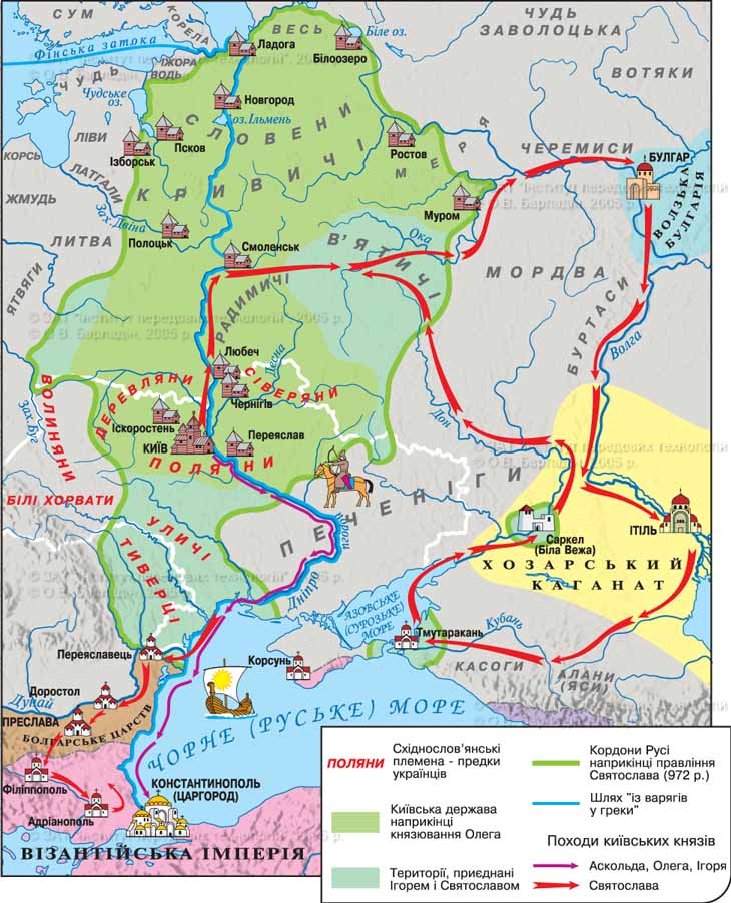 СУМ
КОРЕЛА
ВЕСЬ
Біле оз.
ЧУДЬ
ЗАВОЛОЦЬКА
Фінська затока
Ладога
Білоозеро
ІЖОРА
ВОДЬ
ЧУДЬ
Чудське
оз.
ВОТЯКИ
Новгород
оз. Ільмень
СЛОВЕНИ
ЛІВИ
Псков
Ізборськ
КОРСЬ
ЛАТГАЛИ
КРИВИЧІ
Ростов
МЕРЯ
ЧЕРЕМИСИ
БУЛГАР
ВОЛЗЬКА
БУЛГАРІЯ
ЖМУДЬ
Зах. Двіна
Муром
ЛИТВА
Полоцьк
Смоленськ
В'ЯТИЧІ
Ока
МОРДВА
ЯТВЯГИ
РАДИМИЧІ
БУРТАСИ
Волга
© ЗАТ "Інститут передових технологій", 2005 р.
© О.В. Барладін, 2005 р.
Любеч
Десна
СІВЕРЯНИ
Чернігів
ДЕРЕВЛЯНИ
ВОЛИНЯНИ
Зах. Буг
Іскоростень
КИЇВ
Переяслав
ПОЛЯНИ
Дон
БІЛІ ХОРВАТИ
УЛИЧІ
ТИВЕРЦІ
ПЕЧЕНІГИ
пороги
Дніпро
Саркел
(Біла Вежа)
ІТІЛЬ
ХОЗАРСЬКИЙ
КАГАНАТ
АЗОВСЬКЕ
(СУРОЗЬКЕ)
МОРЕ
Тмутаракань
Кубань
КАСОГИ
АЛАНИ
(ЯСИ)
Переяславець
Корсунь
Доростол
Дунай
ПРЕСЛАВА
БОЛГАРСЬКЕ ЦАРСТВ
ЧОРНЕ (РУСЬКЕ) МОРЕ
Філіппополь
КОНСТАНТИНОПОЛЬ
(ЦАРГОРОД)
Адріанополь
ВІЗАНТІЙСЬКА ІМПЕРІЯ
ПОЛЯНИ
Східнослов'янські
племена - предки
українців
Київська держава
наприкінці
князювання Олега
Території, приєднані
Ігорем і Святославом
Кордони Русі
наприкінці правління
Святослава (972 р.)
Шлях "із варягів
у греки"
Походи київських князів
Аскольда, Олега, Ігоря
Святослава